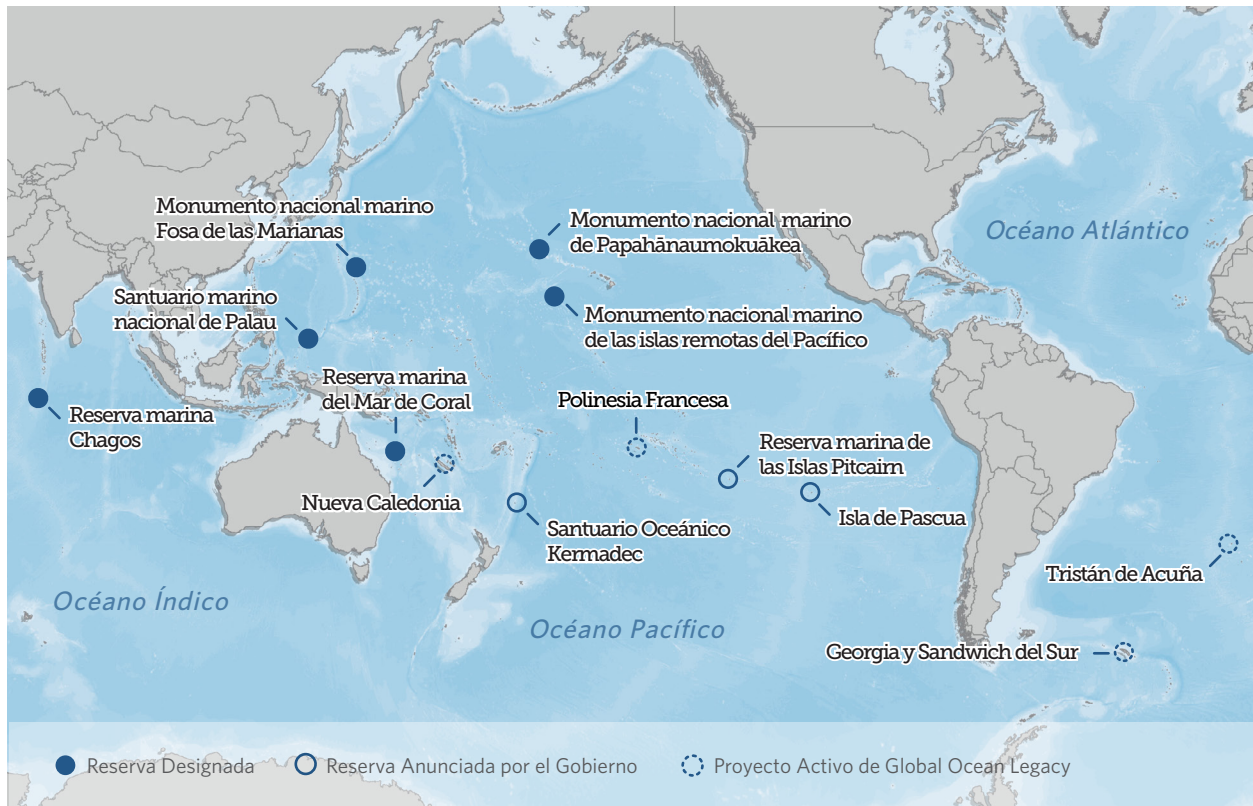 Monumento nacional marino
Fosa de las Marianas
Monumento nacional marino
de Papahānaumokuākea
Océano Atlántico
Santuario marino
nacional de Palau
Monumento nacional marino
de las islas remotas del Pacífico
Reserva marina
del Mar de Coral
Polinesia Francesa
Reserva marina
Chagos
Reserva marina de
las Islas Pitcairn
Nueva Caledonia
Isla de Pascua
Santuario Oceánico
Kermadec
Tristán de Acuña
Océano Índico
Océano Pacífico
Georgia y Sandwich del Sur
Reserva Designada
Reserva Anunciada por el Gobierno
Proyecto Activo de Global Ocean Legacy